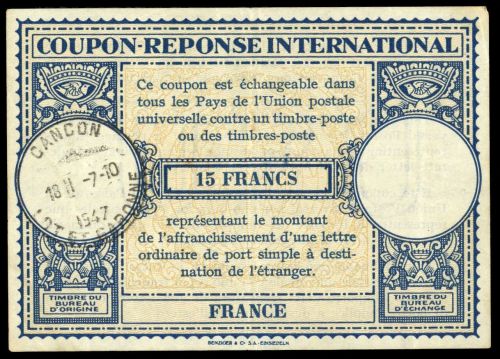 COUPON-REPONSE INTERNATIONAL
Ce coupon est échangeable dans
tous les Pays de l'Union postale
universelle contre un timbre-poste
ou des timbres-poste
CANCON
18 H -7-10
1947
LOT ET GARONNE
15 FRANCS
représentant le montant
de l'affranchissement d'une lettre
ordinaire de port simple à desti-
nation de l'étranger.
TIMBRE DU
BUREAU
D'ORIGINE
FRANCE
TIMBRE DU
BUREAU
D'ÉCHANGE
BENZIGER & Co S.A. - EINSIEDELN